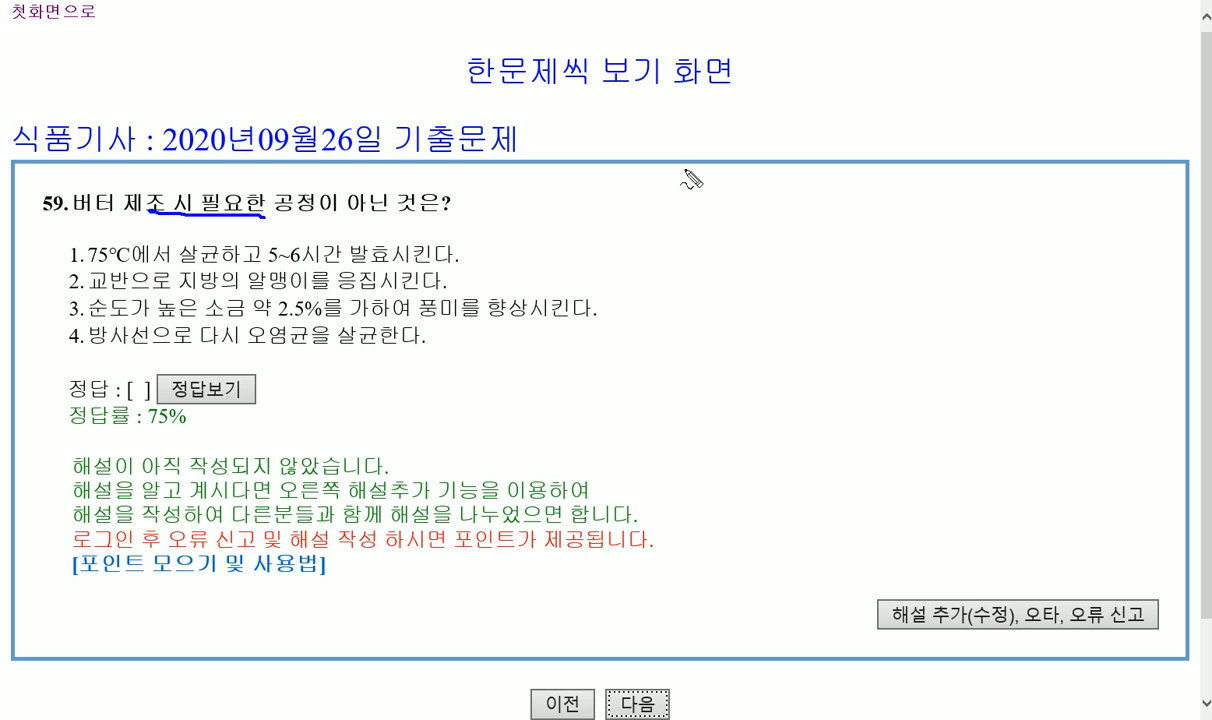 첫화면으로
한문제씩 보기 화면
식품기사 : 2020년09월26일 기출문제
59. 버터 제조 시 필요한 공정이 아닌 것은?
1. 75℃에서 살균하고 5~6시간 발효시킨다.
2. 교반으로 지방의 알맹이를 응집시킨다.
3. 순도가 높은 소금 약 2.5%를 가하여 풍미를 향상시킨다.
4. 방사선으로 다시 오염균을 살균한다.
정답 : [ ] 정답보기
정답률 : 75%
해설이 아직 작성되지 않았습니다.
해설을 알고 계시다면 오른쪽 해설추가 기능을 이용하여
해설을 작성하여 다른분들과 함께 해설을 나누었으면 합니다.
로그인 후 오류 신고 및 해설 작성 하시면 포인트가 제공됩니다.
[포인트 모으기 및 사용법]
해설 추가(수정), 오타, 오류 신고
이전 다음